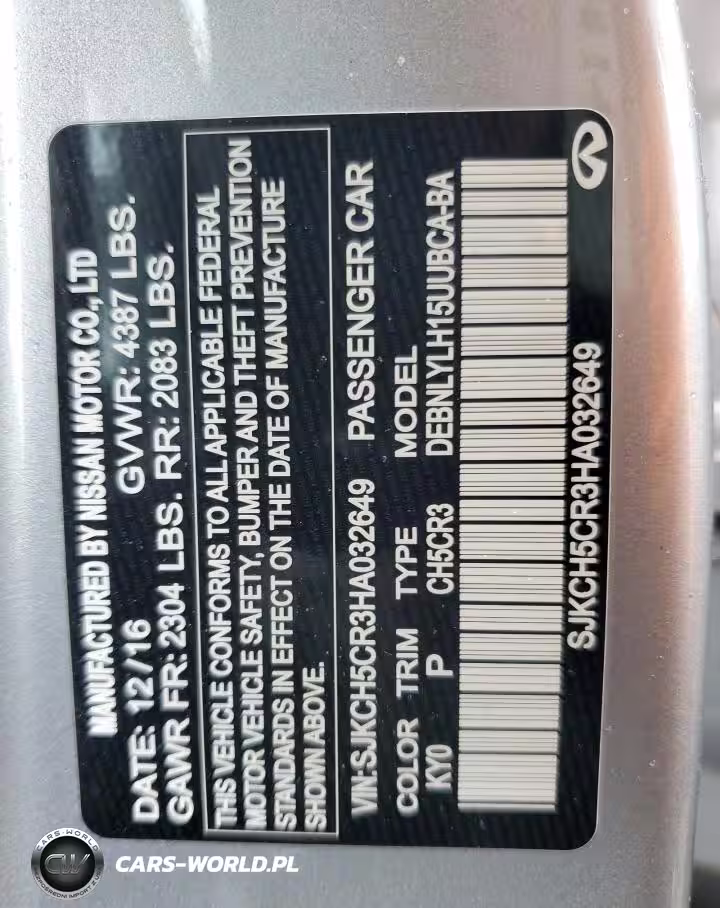 MANUFACTURED BY NISSAN MOTOR CO., LTD
DATE: 12/16 GVWR: 4387 LBS.
GAWR FR: 2304 LBS. RR: 2083 LBS.
THIS VEHICLE CONFORMS TO ALL APPLICABLE FEDERAL
MOTOR VEHICLE SAFETY, BUMPER AND THEFT PREVENTION
STANDARDS IN EFFECT ON THE DATE OF MANUFACTURE
SHOWN ABOVE.
VIN:SJKCH5CR3HA032649 PASSENGER CAR
COLOR TRIM TYPE MODEL
KY0 P CH5CR3 DEBNLYLH15UUBCA-BA
SJKCH5CR3HA032649
CARS-WORLD
CW
CARS-WORLD.PL